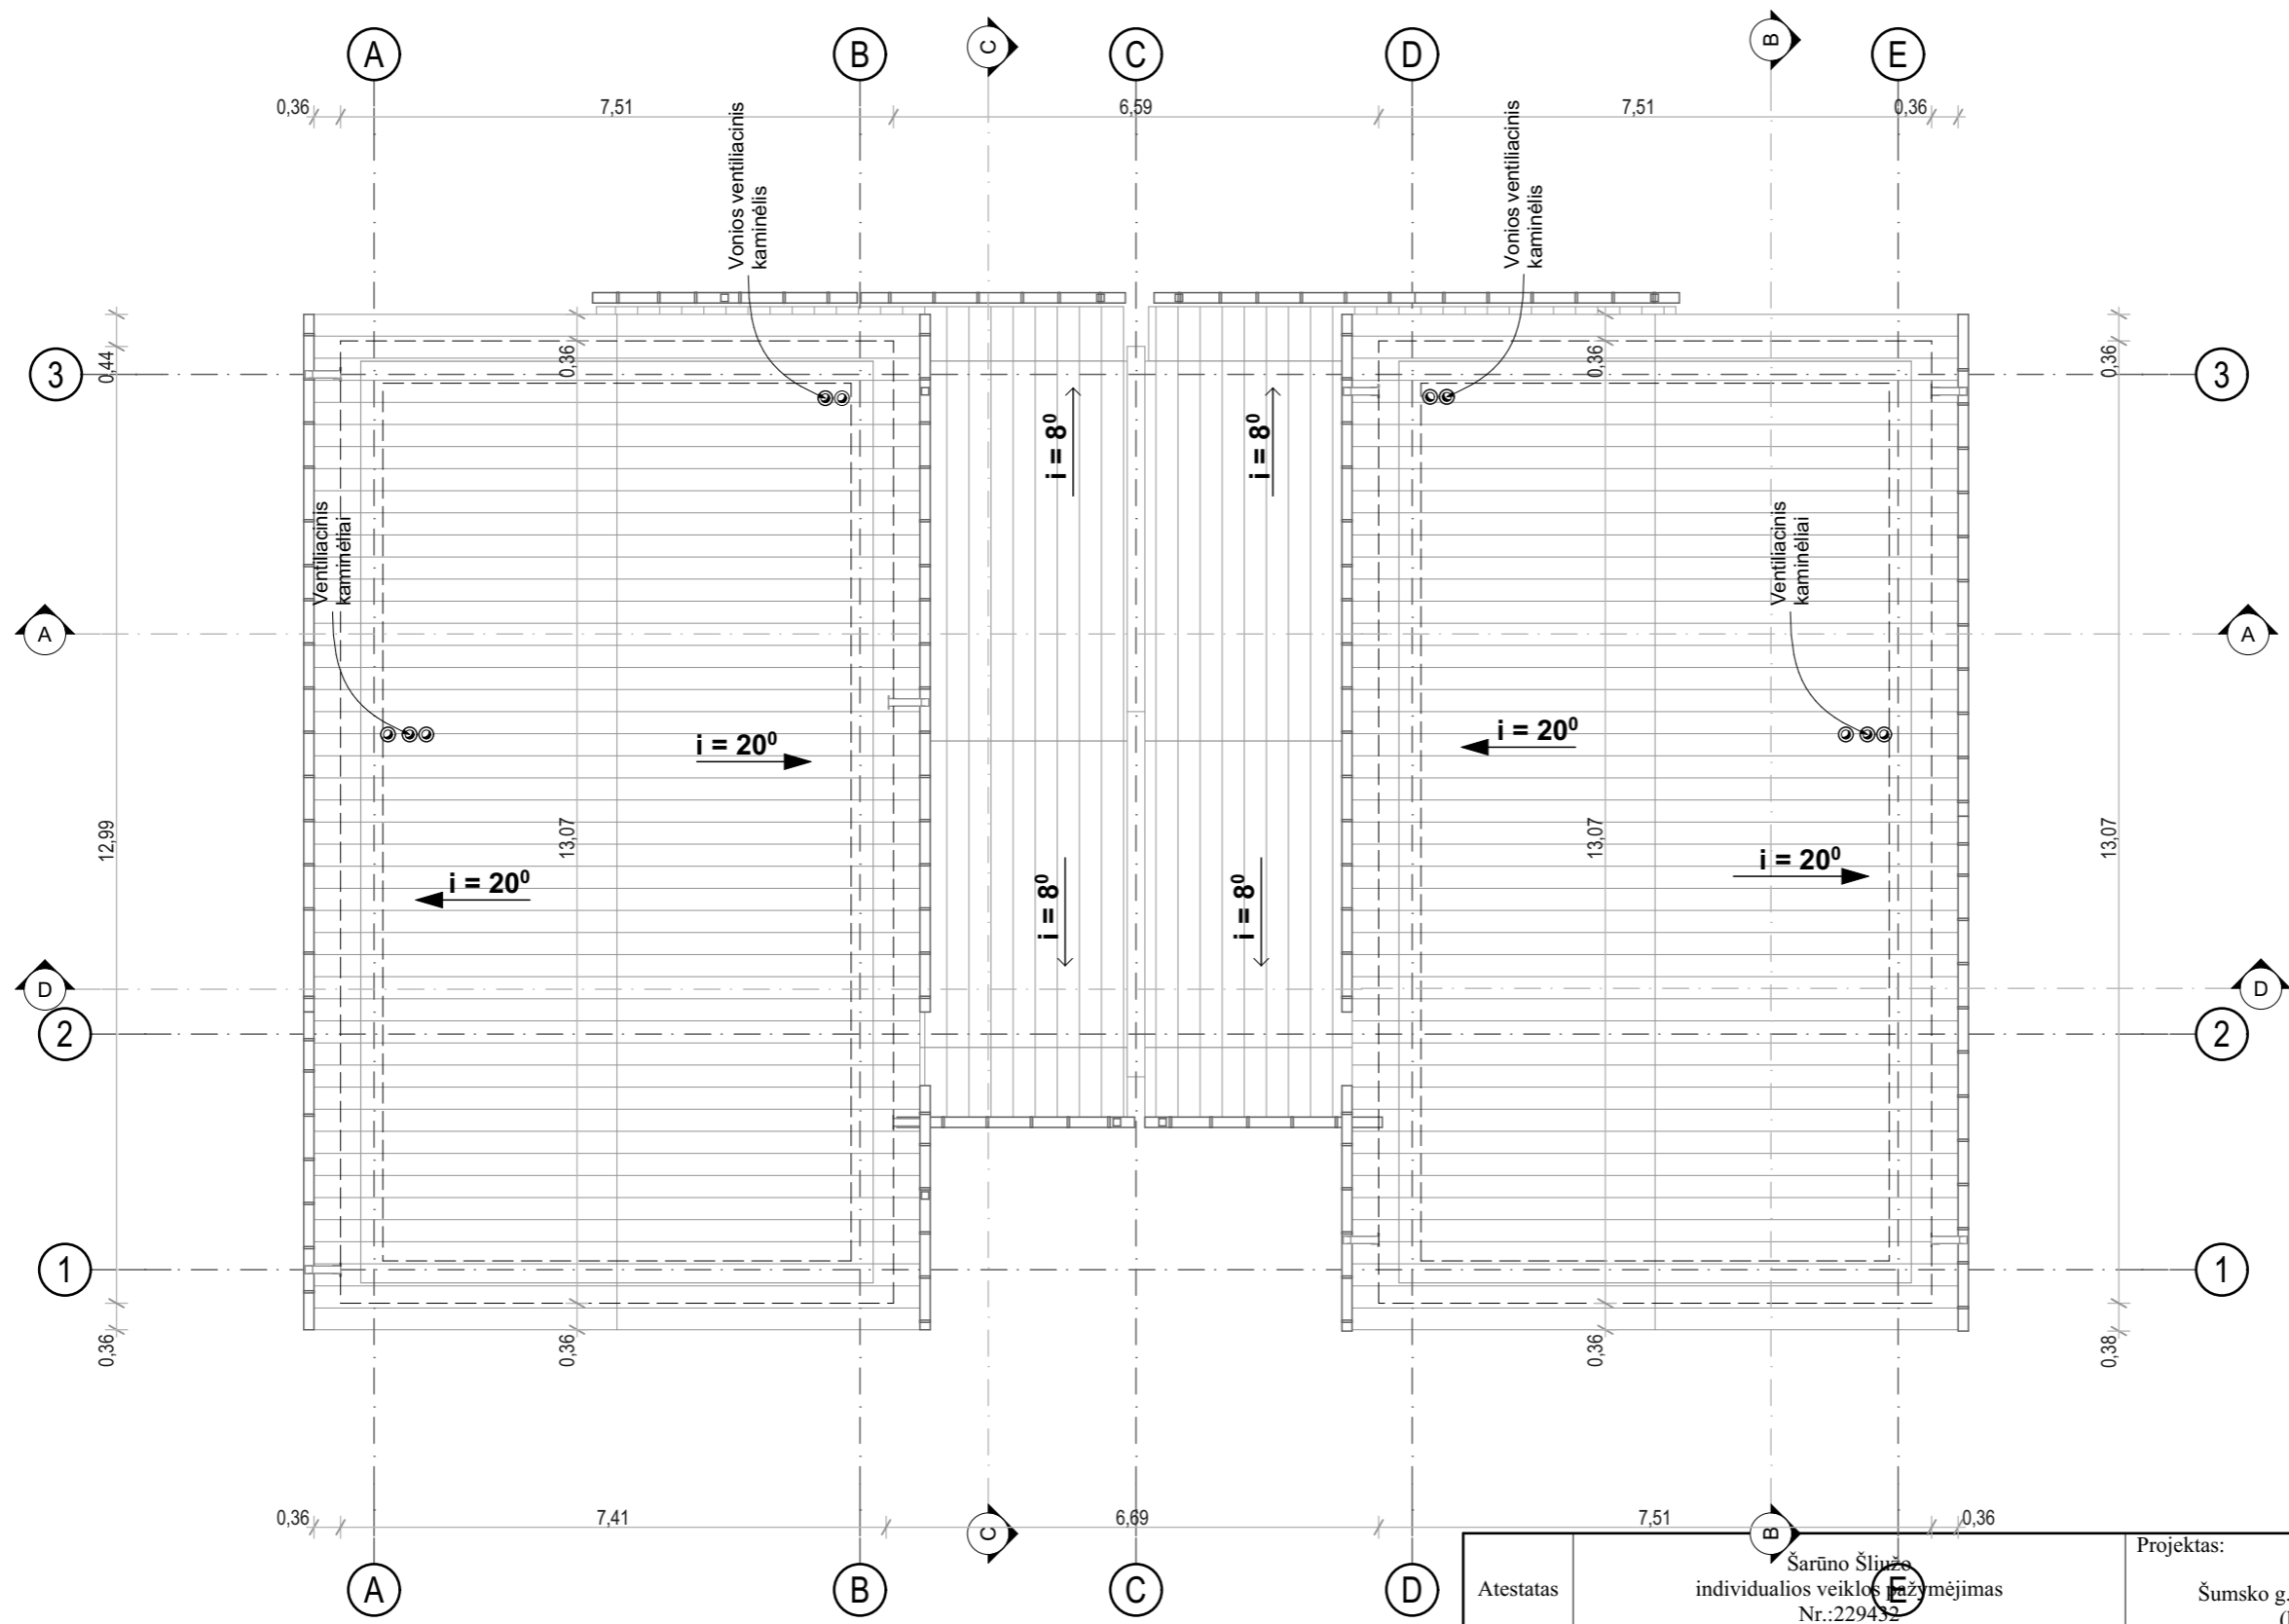 A
B
C
C
D
B
E
0,36
7,51
6,59
7,51
0,36
Vonios ventiliacinis
kaminėlis
Vonios ventiliacinis
kaminėlis
3
0,44
0,36
0,36
0,36
3
i = 8⁰
i = 8⁰
Ventiliacinis
kaminėliai
Ventiliacinis
kaminėliai
A
A
i = 20⁰
i = 20⁰
12,99
13,07
13,07
13,07
i = 20⁰
i = 20⁰
i = 8⁰
i = 8⁰
D
D
2
2
1
1
0,36
0,36
0,36
0,38
0,36
7,41
6,69
7,51
0,36
C
B
A
B
C
D
E
Atestatas
Šarūno Šliužo
individualios veiklos pažymėjimas
Nr.:229432
Projektas:
Šumsko g.